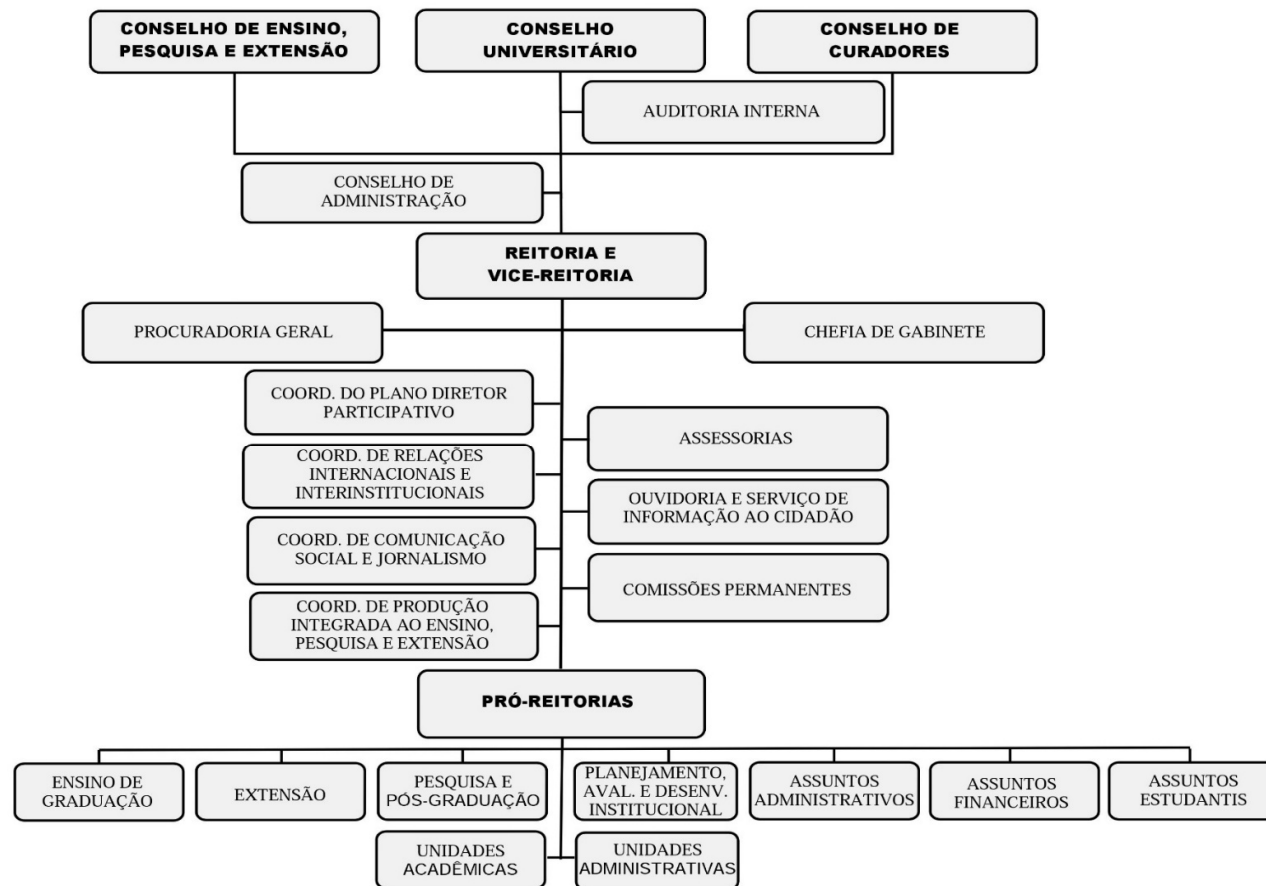 CONSELHO DE ENSINO,
PESQUISA E EXTENSÃO
CONSELHO
UNIVERSITÁRIO
CONSELHO DE
CURADORES
AUDITORIA INTERNA
CONSELHO DE
ADMINISTRAÇÃO
REITORIA E
VICE-REITORIA
PROCURADORIA GERAL
CHEFIA DE GABINETE
COORD. DO PLANO DIRETOR
PARTICIPATIVO
ASSESSORIAS
COORD. DE RELAÇÕES
INTERNACIONAIS E
INTERINSTITUCIONAIS
OUVIDORIA E SERVIÇO DE
INFORMAÇÃO AO CIDADÃO
COORD. DE COMUNICAÇÃO
SOCIAL E JORNALISMO
COMISSÕES PERMANENTES
COORD. DE PRODUÇÃO
INTEGRADA AO ENSINO,
PESQUISA E EXTENSÃO
PRÓ-REITORIAS
ENSINO DE
GRADUAÇÃO
EXTENSÃO
PESQUISA E
PÓS-GRADUAÇÃO
PLANEJAMENTO,
AVAL. E DESENV.
INSTITUCIONAL
ASSUNTOS
ADMINISTRATIVOS
ASSUNTOS
FINANCEIROS
ASSUNTOS
ESTUDANTIS
UNIDADES
ACADÊMICAS
UNIDADES
ADMINISTRATIVAS